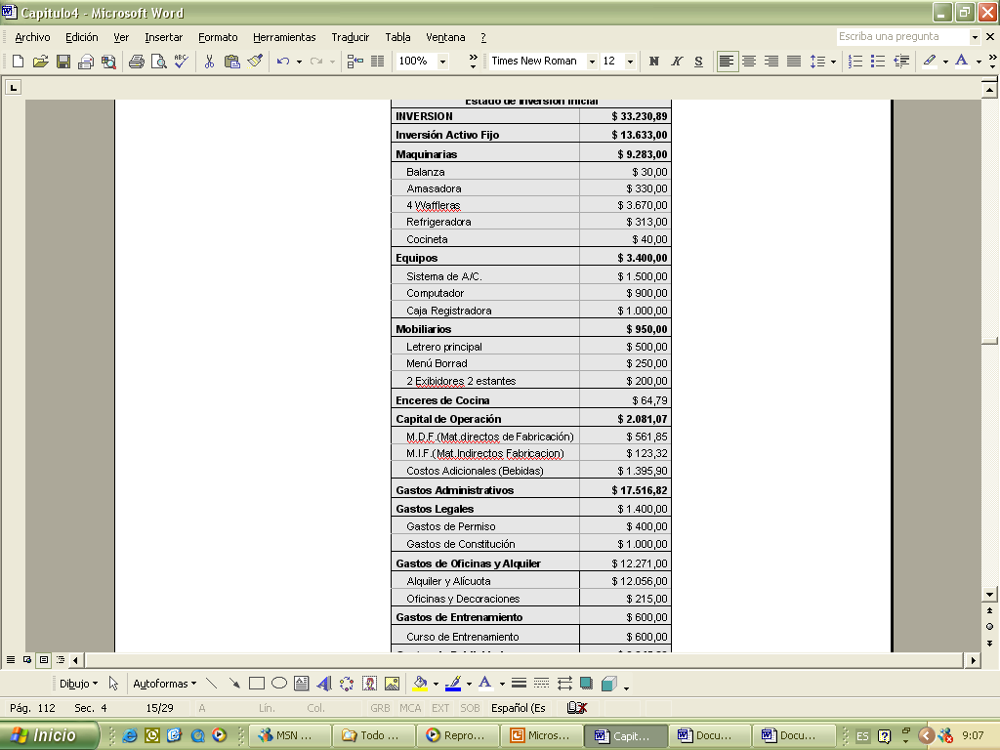 Capitulo4 - Microsoft Word
Archivo Edición Ver Insertar Formato Herramientas Traducir Tabla Ventana ? Escriba una pregunta
100% Times New Roman 12 N K S
Estado de Inversión Inicial
INVERSION $ 33.230,89
Inversión Activo Fijo $ 13.633,00
Maquinarias $ 9.283,00
Balanza $ 30,00
Amasadora $ 330,00
4 Waffleras $ 3.670,00
Refrigeradora $ 313,00
Cocineta $ 40,00
Equipos $ 3.400,00
Sistema de A/C. $ 1.500,00
Computador $ 900,00
Caja Registradora $ 1.000,00
Mobiliarios $ 950,00
Letrero principal $ 500,00
Menú Borrad $ 250,00
2 Exibidores 2 estantes $ 200,00
Enceres de Cocina $ 64,79
Capital de Operación $ 2.081,07
M.D.F.(Mat.directos de Fabricación) $ 561,85
M.I.F.(Mat.Indirectos Fabricacion) $ 123,32
Costos Adicionales (Bebidas) $ 1.395,90
Gastos Administrativos $ 17.516,82
Gastos Legales $ 1.400,00
Gastos de Permiso $ 400,00
Gastos de Constitución $ 1.000,00
Gastos de Oficinas y Alquiler $ 12.271,00
Alquiler y Alícuota $ 12.056,00
Oficinas y Decoraciones $ 215,00
Gastos de Entrenamiento $ 600,00
Curso de Entrenamiento $ 600,00
Dibujo Autoformas
Pág. 112 Sec. 4 15/29 A Lín. Col. GRB MCA EXT SOB Español (Es
Inicio MSN ... Todo ... Repro... Micros... Capit... Docu... Docu... ES 9:07